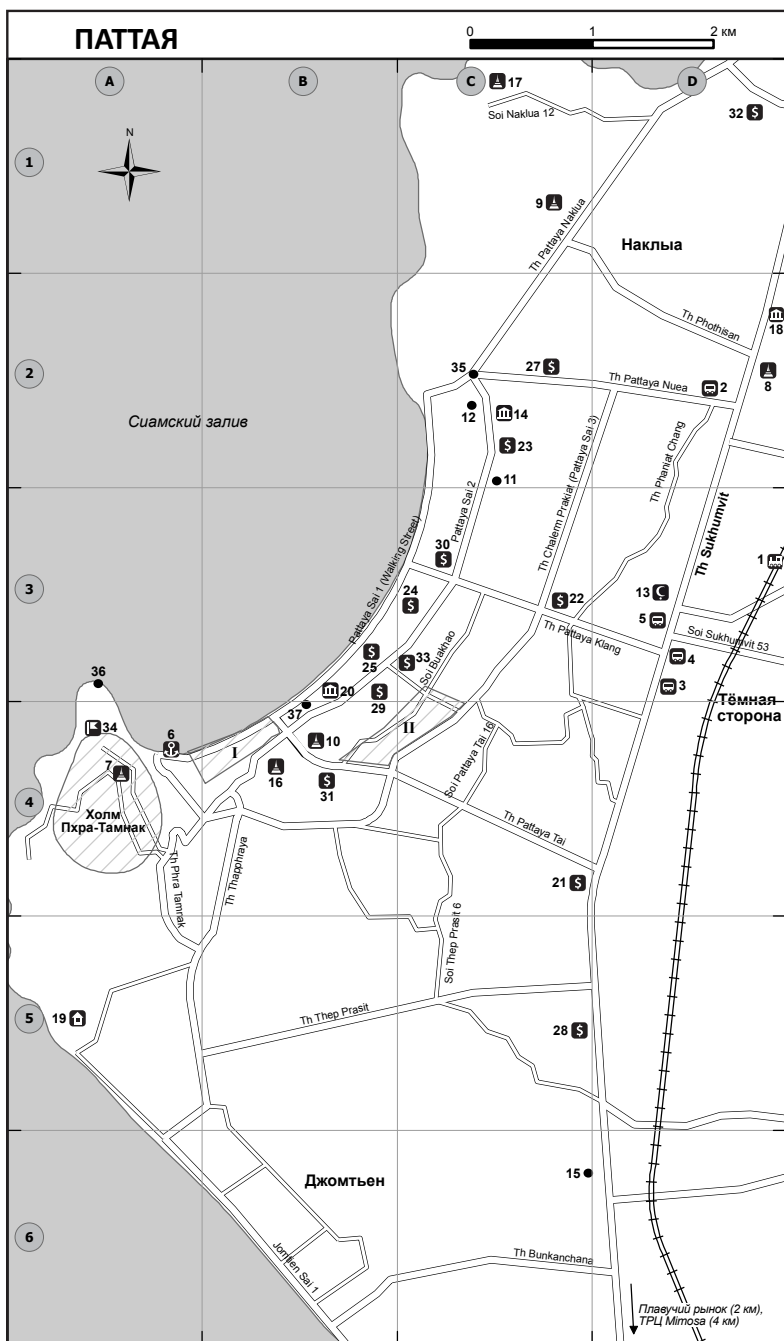 ПАТТАЯ
0 1 2 км
A B C D
17
Soi Naklua 12
32
N
1
9
Th Pattaya Naklua
Наклыа
Th Phothisan
18
2
35
27
Th Pattaya Nuea
2
8
Сиамский залив
12
14
23
Th Chalerm Prakiat (Pattaya Sai 3)
Th Phaniat Chang
11
Pattaya Sai 2
Th Sukhumvit
Pattaya Sai 1 (Walking Street)
30
1
3
24
22
13
5
Th Pattaya Klang
Soi Sukhumvit 53
25
33
Soi Buakhao
4
36
20
29
3
Тёмная
сторона
37
34
6
I
10
II
7
16
31
Soi Pattaya Tai 16
4
Холм
Пхра-Тамнак
Th Pattaya Tai
Th Phra Tamnak
Th Thapphraya
21
Soi Thep Prasit 6
5
19
Th Thep Prasit
28
Джомтьен
15
6
Jomtien Sai 1
Th Bunkanchana
Плавучий рынок (2 км),
ТРЦ Mimosa (4 км)